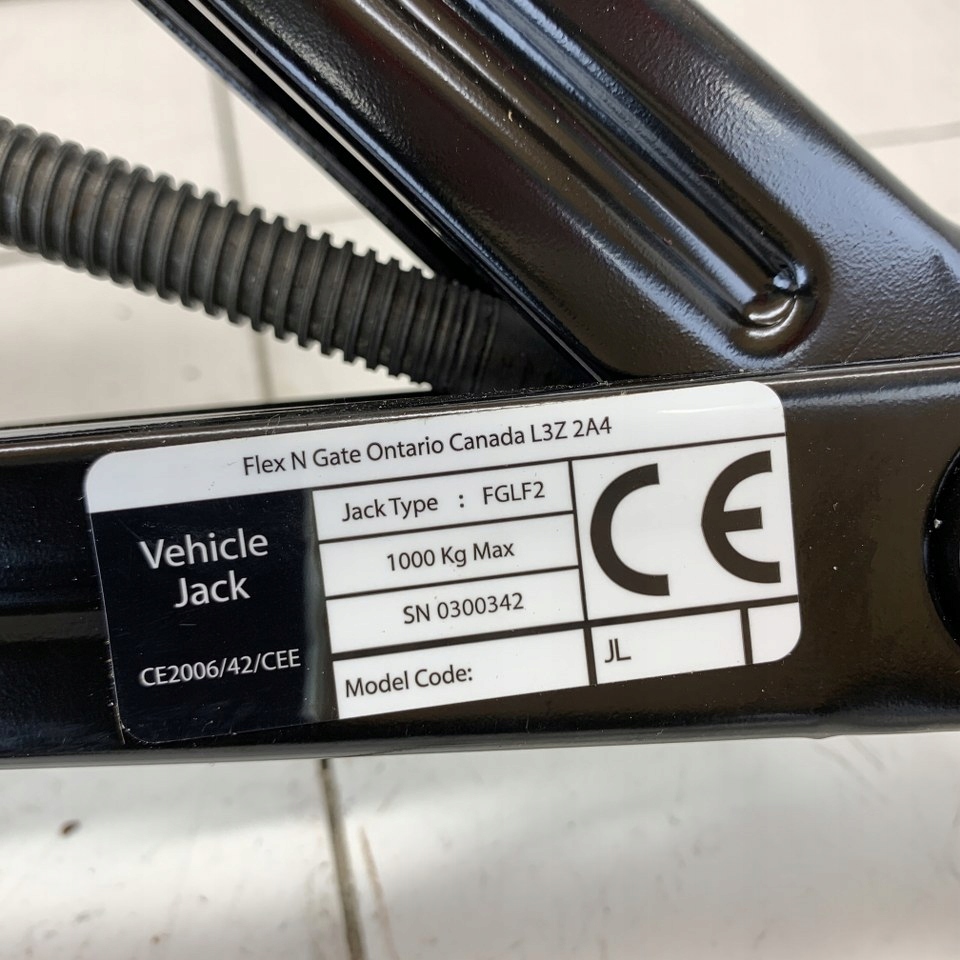 Flex N Gate Ontario Canada L3Z 2A4
Vehicle
Jack
CE2006/42/CEE
Jack Type : FGLF2
1000 Kg Max
SN 0300342
Model Code:
JL
CE